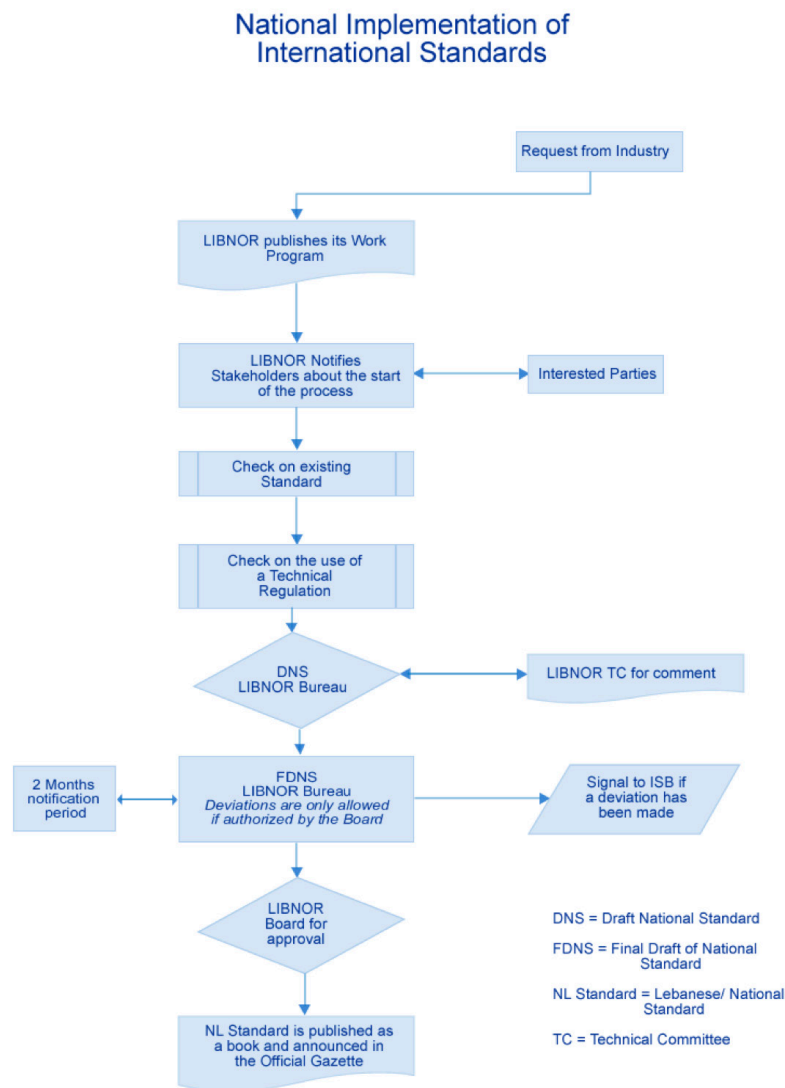 National Implementation of
International Standards
Request from Industry
LIBNOR publishes its Work
Program
LIBNOR Notifies
Stakeholders about the start
of the process
Interested Parties
Check on existing
Standard
Check on the use of
a Technical
Regulation
DNS
LIBNOR Bureau
LIBNOR TC for comment
2 Months
notification
period
FDNS
LIBNOR Bureau
Deviations are only allowed
if authorized by the Board
Signal to ISB if
a deviation has
been made
LIBNOR
Board for
approval
NL Standard is published as
a book and announced in
the Official Gazette
DNS = Draft National Standard
FDNS = Final Draft of National
Standard
NL Standard = Lebanese/ National
Standard
TC = Technical Committee